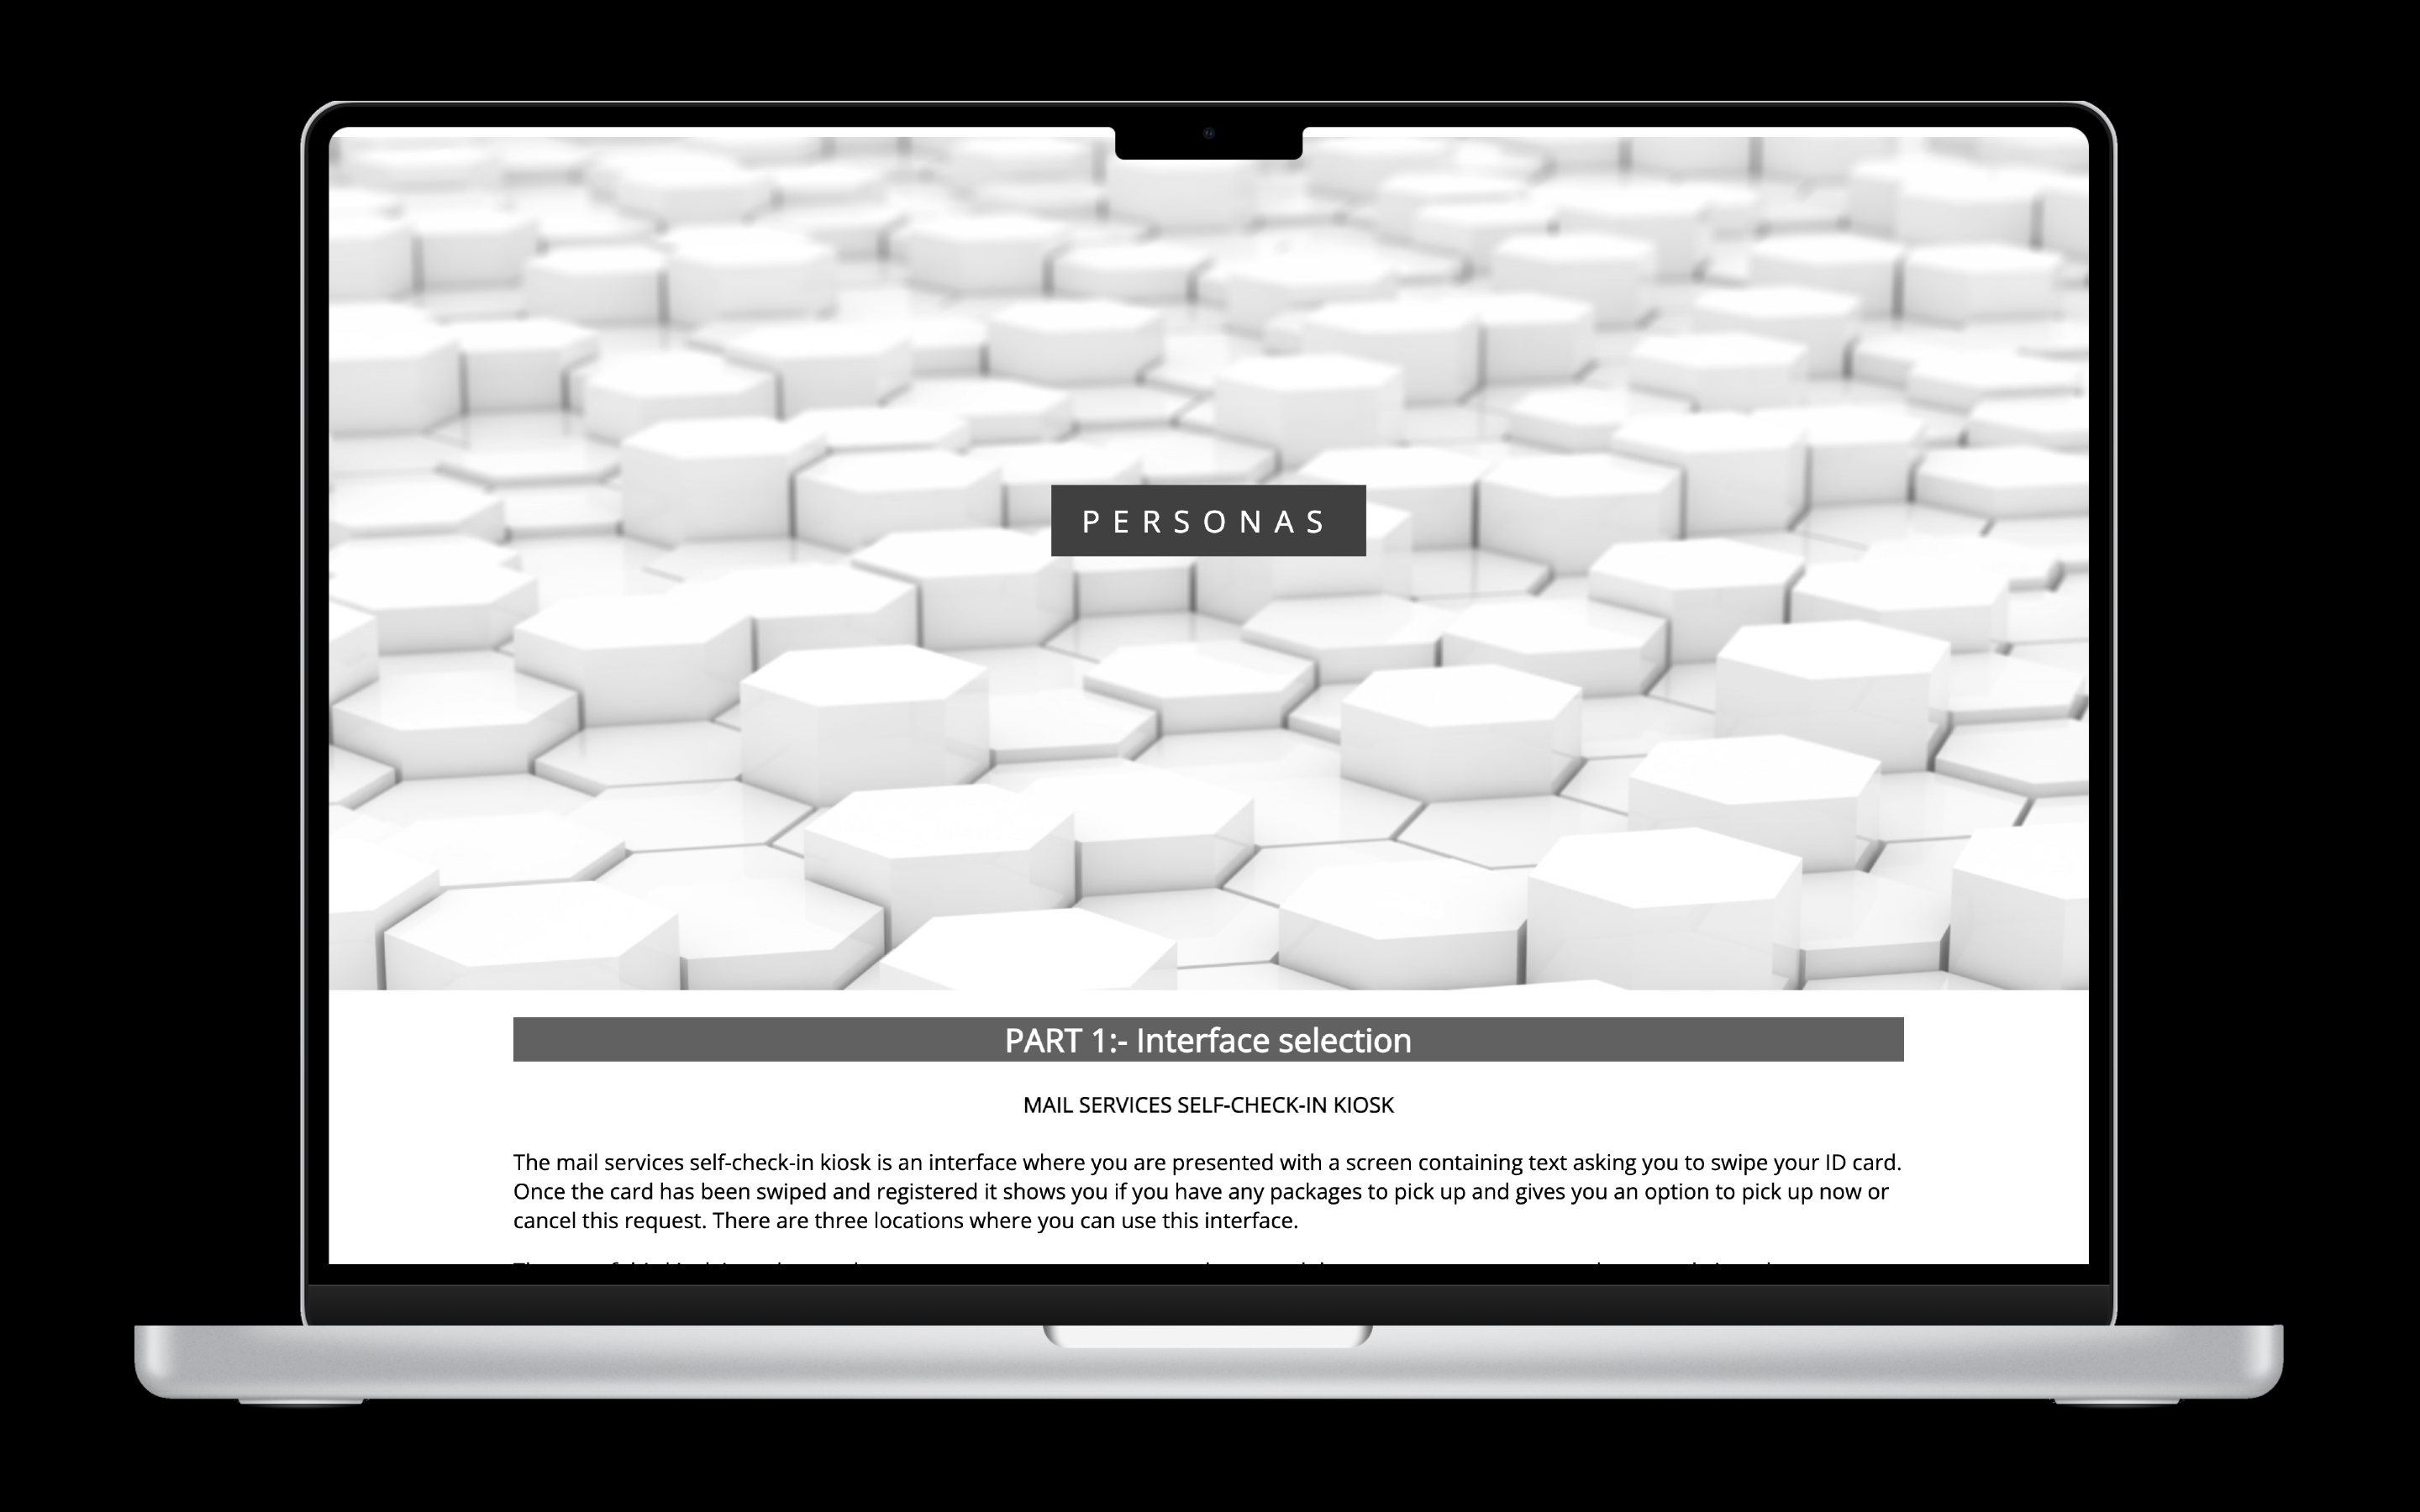 PERSONAS
PART 1:- Interface selection
MAIL SERVICES SELF-CHECK-IN KIOSK
The mail services self-check-in kiosk is an interface where you are presented with a screen containing text asking you to swipe your ID card.
Once the card has been swiped and registered it shows you if you have any packages to pick up and gives you an option to pick up now or
cancel this request. There are three locations where you can use this interface.